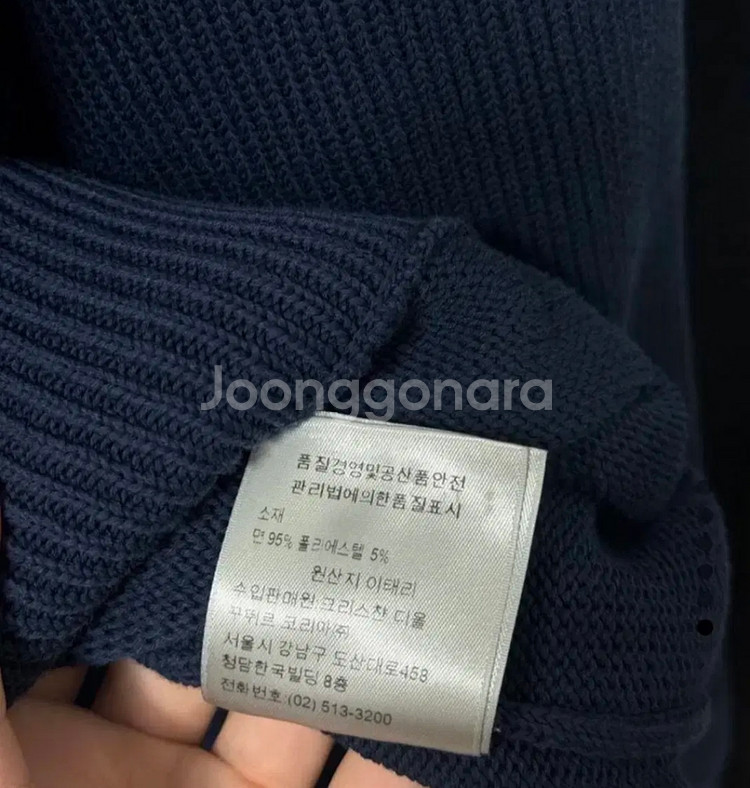 Joonggonara
품질경영및공산품안전
관리법에의한품질표시
소재
면 95% 폴리에스텔 5%
원산지 이태리
수입판매원 크리스챤 디올
꾸뛰르 코리아㈜
서울시 강남구 도산대로458
청담한국빌딩 8층
전화번호:(02) 513-3200